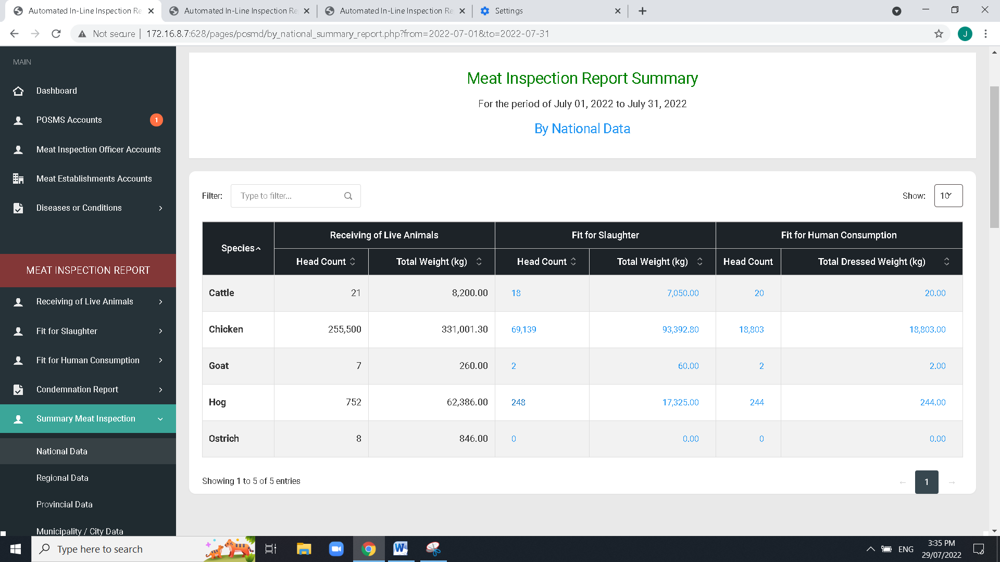 Automated In-Line Inspection Re
Automated In-Line Inspection Re
Automated In-Line Inspection Re
Settings
Not secure | 172.16.8.7:628/pages/posmd/by_national_summary_report.php?from=2022-07-01&to=2022-07-31
J
MAIN
Dashboard
POSMS Accounts 1
Meat Inspection Officer Accounts
Meat Establishments Accounts
Diseases or Conditions
MEAT INSPECTION REPORT
Receiving of Live Animals
Fit for Slaughter
Fit for Human Consumption
Condemnation Report
Summary Meat Inspection
National Data
Regional Data
Provincial Data
Municipality / City Data
Meat Inspection Report Summary
For the period of July 01, 2022 to July 31, 2022
By National Data
Filter: Type to filter...
Show: 10
Species Receiving of Live Animals Fit for Slaughter Fit for Human Consumption
Head Count Total Weight (kg) Head Count Total Weight (kg) Head Count Total Dressed Weight (kg)
Cattle 21 8,200.00 18 7,050.00 20 20.00
Chicken 255,500 331,001.30 69,139 93,392.80 18,803 18,803.00
Goat 7 260.00 2 60.00 2 2.00
Hog 752 62,386.00 248 17,325.00 244 244.00
Ostrich 8 846.00 0 0.00 0 0.00
Showing 1 to 5 of 5 entries
← 1 →
Type here to search
ENG
3:35 PM
29/07/2022